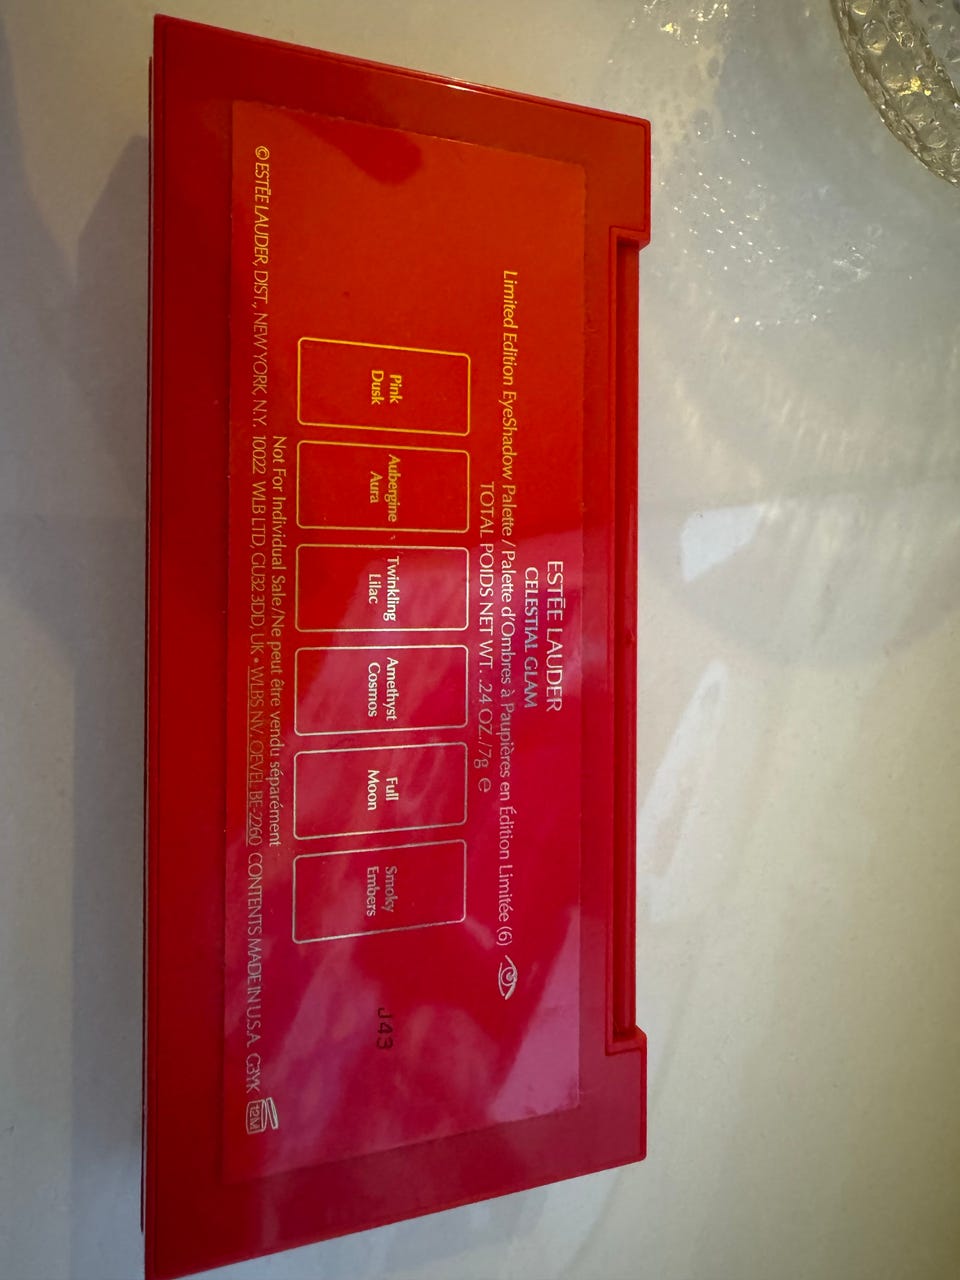 ESTĒE LAUDER
CELESTIAL GLAM
Limited Edition EyeShadow Palette / Palette d'Ombres à Paupières en Édition Limitée (6)
TOTAL POIDS NET WT. .24 OZ./7g ℮
Pink
Dusk
Aubergine
Aura
Twinkling
Lilac
Amethyst
Cosmos
Full
Moon
Smoky
Embers
J43
Not For Individual Sale/Ne peut être vendu séparément
© ESTĒE LAUDER, DIST., NEW YORK, N.Y. 10022 WLB LTD, GU32 3DD, UK • WLBS NV, OEVEL BE-2260 CONTENTS MADE IN U.S.A. G3YK 12M